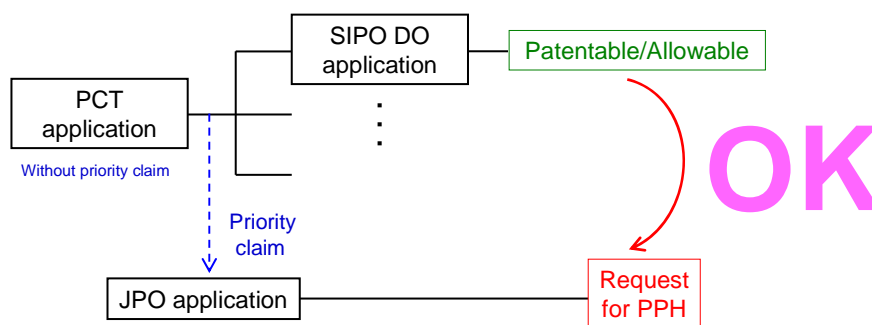 SIPO DO
application
Patentable/Allowable
PCT
application
Without priority claim
OK
Priority
claim
JPO application
Request
for PPH